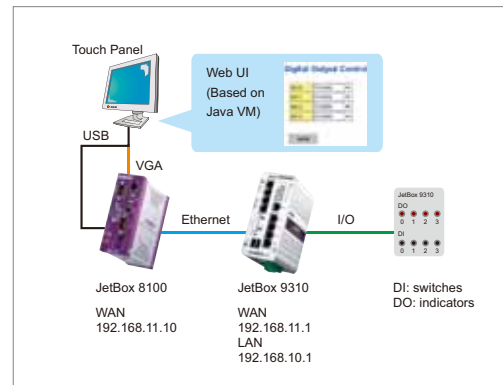 Touch Panel
Web UI
(Based on
Java VM)
Digital Output Control
USB
VGA
Ethernet
I/O
JetBox 9310
DO
0 1 2 3
DI
0 1 2 3
JetBox 8100
WAN
192.168.11.10
JetBox 9310
WAN
192.168.11.1
LAN
192.168.10.1
DI: switches
DO: indicators